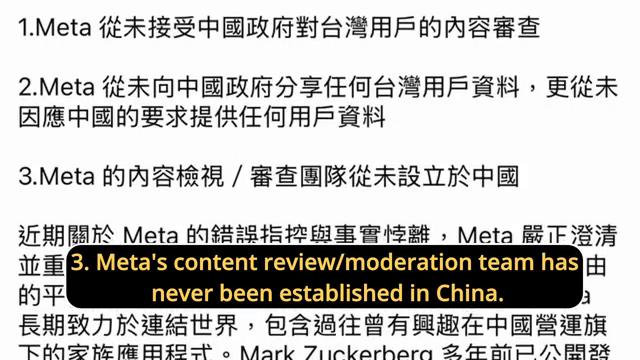 1.Meta 從未接受中國政府對台灣用戶的內容審查
2.Meta 從未向中國政府分享任何台灣用戶資料，更從未
因應中國的要求提供任何用戶資料
3.Meta 的內容檢視 / 審查團隊從未設立於中國
近期關於 Meta 的錯誤指控與事實悖離，Meta 嚴正澄清
並重
由
3. Meta's content review/moderation team has
never been established in China.
的平
長期致力於連結世界，包含過往曾有興趣在中國營運旗
下的家族應用程式。Mark Zuckerberg 多年前已公開發